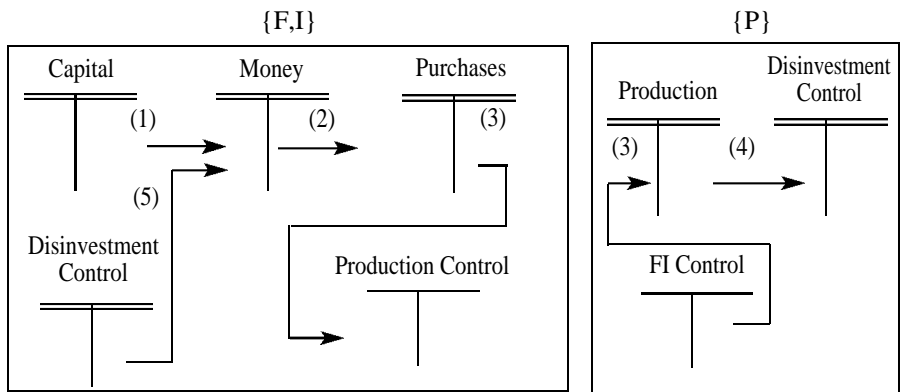 {F,I}
Capital
Money
Purchases
(1)
(2)
(3)
(5)
Disinvestment
Control
Production Control
{P}
Production
Disinvestment
Control
(3)
(4)
FI Control